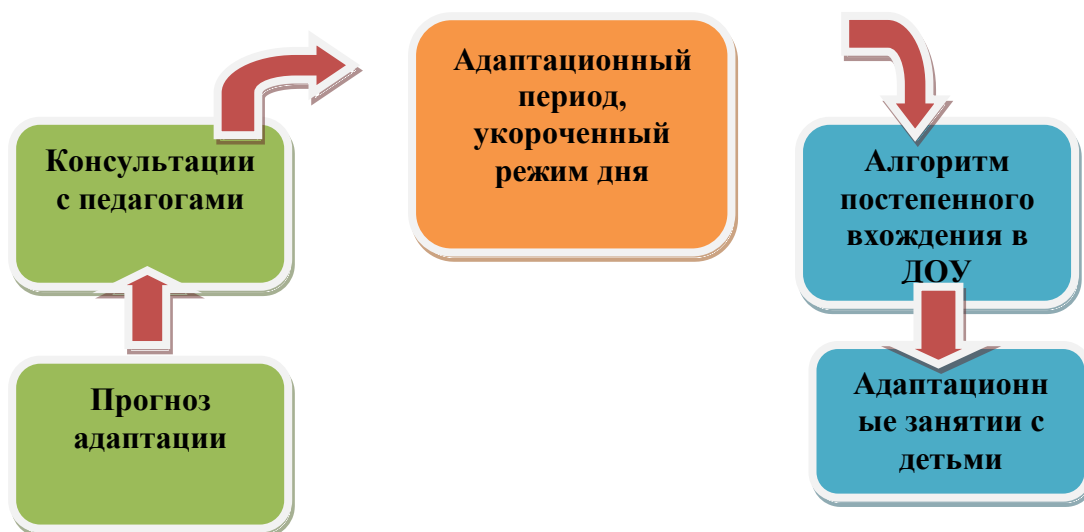 Адаптационный
период,
укороченный
режим дня
Консультации
с педагогами
Алгоритм
постепенного
вхождения в
ДОУ
Прогноз
адаптации
Адаптационн
ые занятии с
детьми